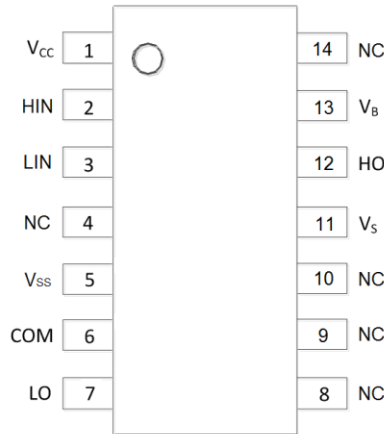 VCC 1 14 NC
HIN 2 13 VB
LIN 3 12 HO
NC 4 11 VS
VSS 5 10 NC
COM 6 9 NC
LO 7 8 NC